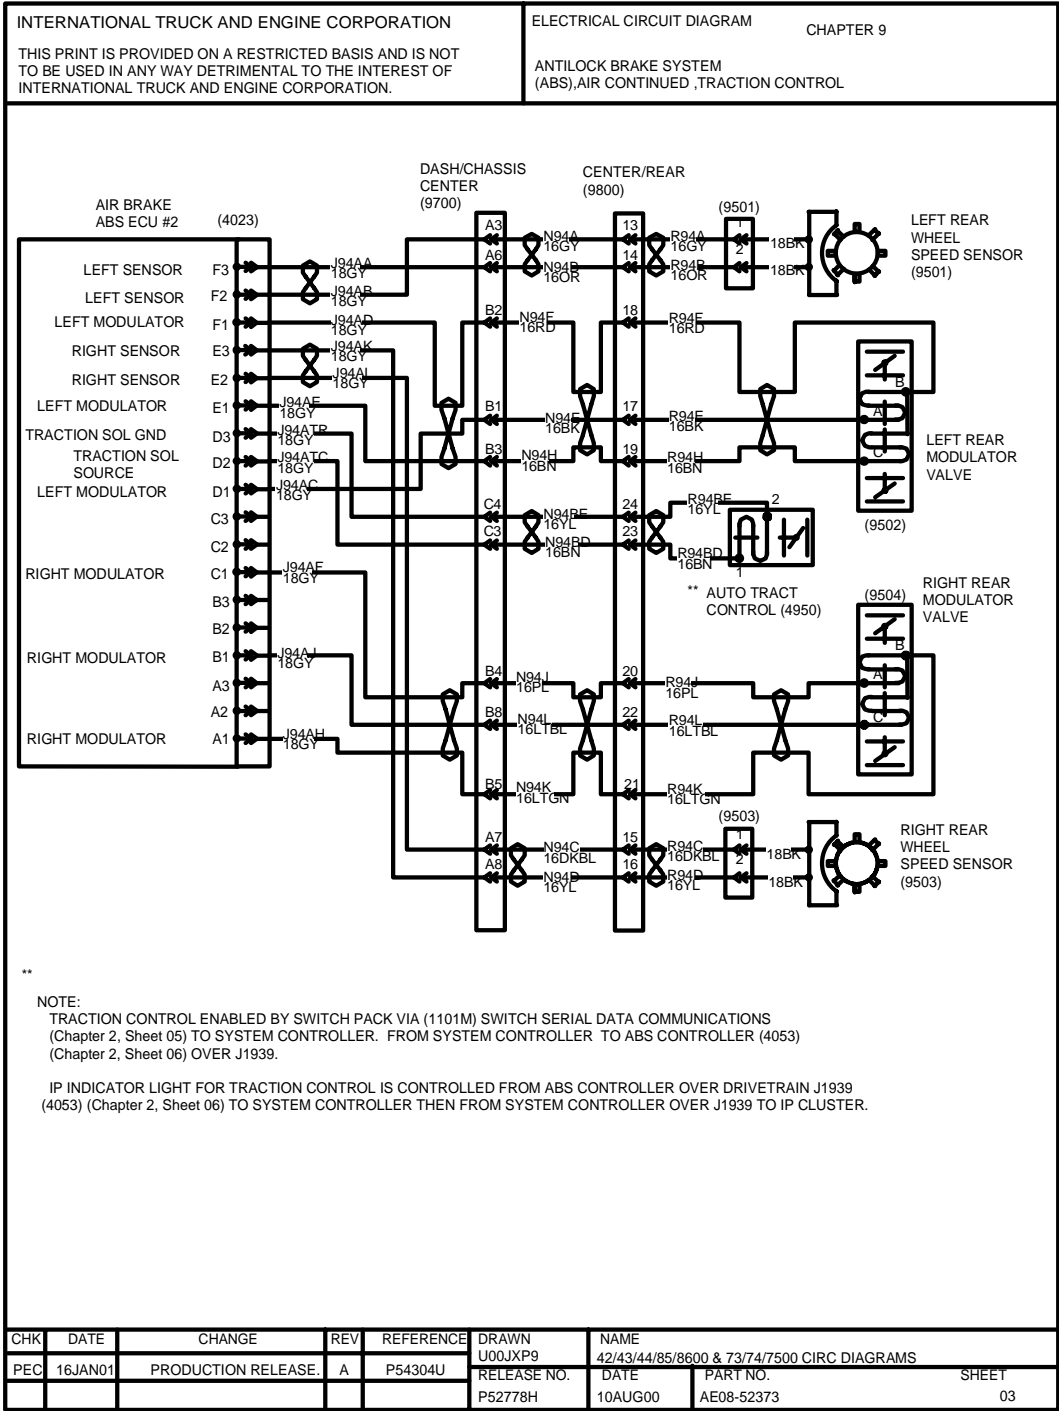 INTERNATIONAL TRUCK AND ENGINE CORPORATION
THIS PRINT IS PROVIDED ON A RESTRICTED BASIS AND IS NOT
TO BE USED IN ANY WAY DETRIMENTAL TO THE INTEREST OF
INTERNATIONAL TRUCK AND ENGINE CORPORATION.
ELECTRICAL CIRCUIT DIAGRAM
CHAPTER 9
ANTILOCK BRAKE SYSTEM
(ABS),AIR CONTINUED ,TRACTION CONTROL
DASH/CHASSIS
CENTER
(9700)
CENTER/REAR
(9800)
AIR BRAKE
ABS ECU #2
(4023)
LEFT SENSOR F3 J94AA 18GY
LEFT SENSOR F2 J94AB 18GY
LEFT MODULATOR F1 J94AD 18GY
RIGHT SENSOR E3 J94AK 18GY
RIGHT SENSOR E2 J94AL 18GY
LEFT MODULATOR E1 J94AE 18GY
TRACTION SOL GND D3 J94ATR 18GY
TRACTION SOL
SOURCE
D2 J94ATC 18GY
LEFT MODULATOR D1 J94AC 18GY
C3
C2
RIGHT MODULATOR C1 J94AF 18GY
B3
B2
RIGHT MODULATOR B1 J94AJ 18GY
A3
A2
RIGHT MODULATOR A1 J94AH 18GY
A3 N94A 16GY 13 R94A 16GY
A6 N94B 16OR 14 R94B 16OR
(9501)
1 18BK
2 18BK
LEFT REAR
WHEEL
SPEED SENSOR
(9501)
B2 N94F 16RD 18 R94F 16RD
B1 N94E 16BK 17 R94E 16BK
B3 N94H 16BN 19 R94H 16BN
B
A
C
LEFT REAR
MODULATOR
VALVE
(9502)
C4 N94BE 16YL 24 R94BE 16YL 2
C3 N94BD 16BN 23 R94BD 16BN 1
** AUTO TRACT
CONTROL (4950)
RIGHT REAR
MODULATOR
VALVE
(9504)
B
A
C
B4 N94J 16PL 20 R94J 16PL
B8 N94L 16LTBL 22 R94L 16LTBL
B5 N94K 16LTGN 21 R94K 16LTGN
(9503)
A7 N94C 16DKBL 15 R94C 16DKBL 1 18BK
A8 N94D 16YL 16 R94D 16YL 2 18BK
RIGHT REAR
WHEEL
SPEED SENSOR
(9503)
**
NOTE:
TRACTION CONTROL ENABLED BY SWITCH PACK VIA (1101M) SWITCH SERIAL DATA COMMUNICATIONS
(Chapter 2, Sheet 05) TO SYSTEM CONTROLLER. FROM SYSTEM CONTROLLER TO ABS CONTROLLER (4053)
(Chapter 2, Sheet 06) OVER J1939.
IP INDICATOR LIGHT FOR TRACTION CONTROL IS CONTROLLED FROM ABS CONTROLLER OVER DRIVETRAIN J1939
(4053) (Chapter 2, Sheet 06) TO SYSTEM CONTROLLER THEN FROM SYSTEM CONTROLLER OVER J1939 TO IP CLUSTER.
CHK DATE CHANGE REV REFERENCE
PEC 16JAN01 PRODUCTION RELEASE. A P54304U
DRAWN
U00JXP9
NAME
42/43/44/85/8600 & 73/74/7500 CIRC DIAGRAMS
RELEASE NO. DATE PART NO. SHEET
P52778H 10AUG00 AE08-52373 03